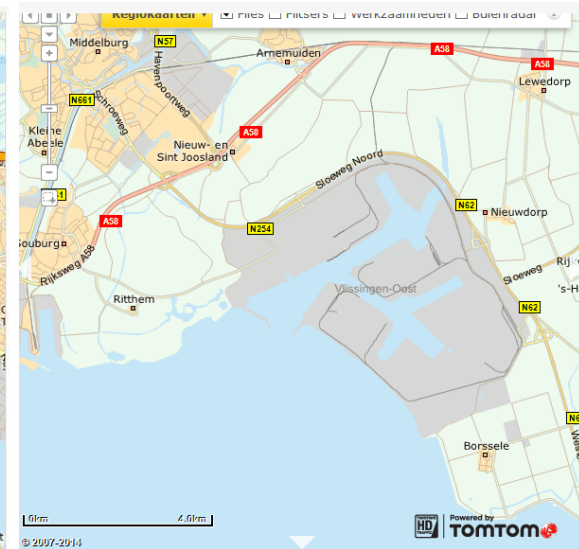 Regiokaarten Files Flitsers Werkzaamheden Buienradar
Middelburg
N57
Arnemuiden
A58
A58
Lewedorp
Havenpoortweg
N661
Schroeweg
Kleine
Abeele
A58
Nieuw- en
Sint Joosland
Sloeweg Noord
N62
Nieuwdorp
A58
N254
Souburg
Rijksweg A58
Sloeweg
Ritthem
Vlissingen-Oost
's-H
N62
Borssele
0km
4.0km
HD
TRAFFIC
Powered by
TOMTOM
© 2007-2014